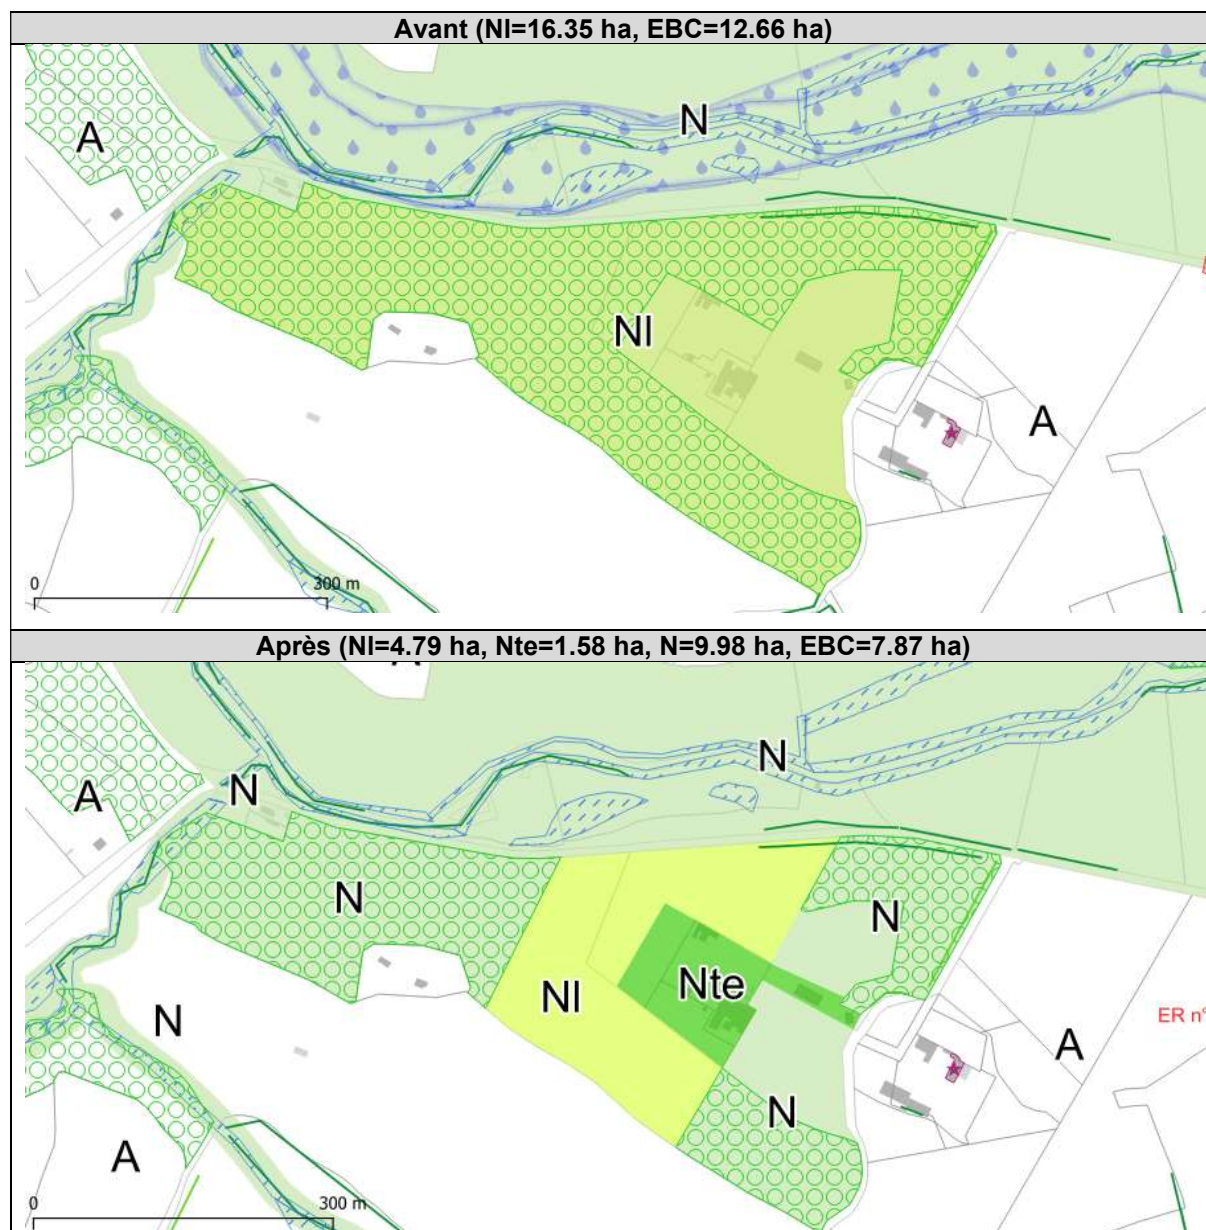 Avant (Nl=16.35 ha, EBC=12.66 ha)
N
A
Nl
A
0 300 m
Après (Nl=4.79 ha, Nte=1.58 ha, N=9.98 ha, EBC=7.87 ha)
N
A N
N N
Nte
Nl
N ER n°
A
N
A
0 300 m